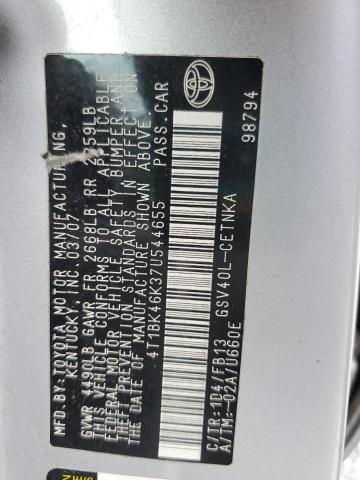 MFD.BY:TOYOTA MOTOR MANUFACTURING,
KENTUCKY, INC. 03/07
GVWR 4490LB GAWR FR 2668LB RR 2559LB
THIS VEHICLE CONFORMS TO ALL APPLICABLE
FEDERAL MOTOR VEHICLE SAFETY BUMPER, AND
THEFT PREVENTION STANDARDS IN EFFECT ON
THE DATE OF MANUFACTURE SHOWN ABOVE.
4T1BK46K37U544655 PASS.CAR
GSV40L-CETNKA
C/TR:1D4/FB13
A/TM:-02A/U660E 98794